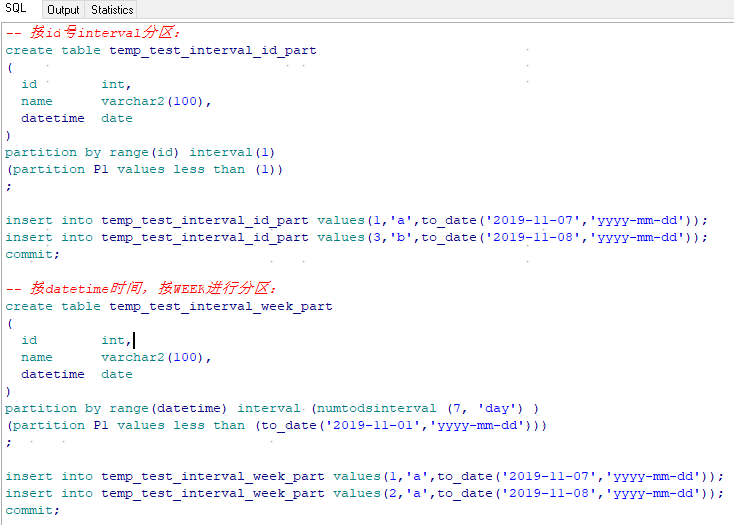 SQL Output Statistics
-- 按id号interval分区:
create table temp_test_interval_id_part
(
id int,
name varchar2(100),
datetime date
)
partition by range(id) interval(1)
(partition P1 values less than (1))
;
insert into temp_test_interval_id_part values(1,'a',to_date('2019-11-07','yyyy-mm-dd'));
insert into temp_test_interval_id_part values(3,'b',to_date('2019-11-08','yyyy-mm-dd'));
commit;
-- 按datetime时间, 按WEEK进行分区:
create table temp_test_interval_week_part
(
id int,
name varchar2(100),
datetime date
)
partition by range(datetime) interval (numtodsinterval (7, 'day') )
(partition P1 values less than (to_date('2019-11-01','yyyy-mm-dd')))
;
insert into temp_test_interval_week_part values(1,'a',to_date('2019-11-07','yyyy-mm-dd'));
insert into temp_test_interval_week_part values(2,'a',to_date('2019-11-08','yyyy-mm-dd'));
commit;